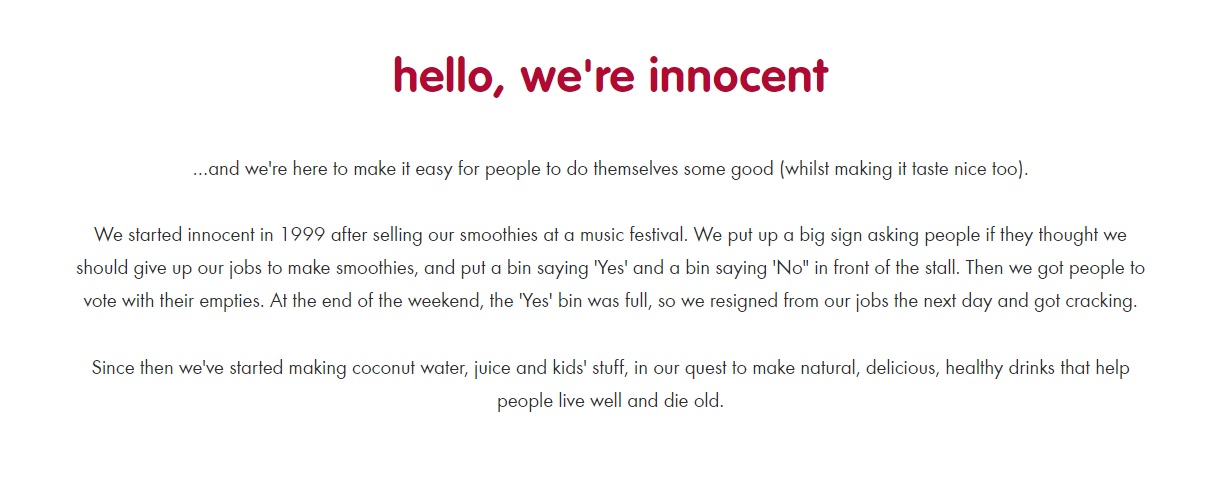 hello, we're innocent
...and we're here to make it easy for people to do themselves some good (whilst making it taste nice too).
We started innocent in 1999 after selling our smoothies at a music festival. We put up a big sign asking people if they thought we
should give up our jobs to make smoothies, and put a bin saying 'Yes' and a bin saying 'No" in front of the stall. Then we got people to
vote with their empties. At the end of the weekend, the 'Yes' bin was full, so we resigned from our jobs the next day and got cracking.
Since then we've started making coconut water, juice and kids' stuff, in our quest to make natural, delicious, healthy drinks that help
people live well and die old.